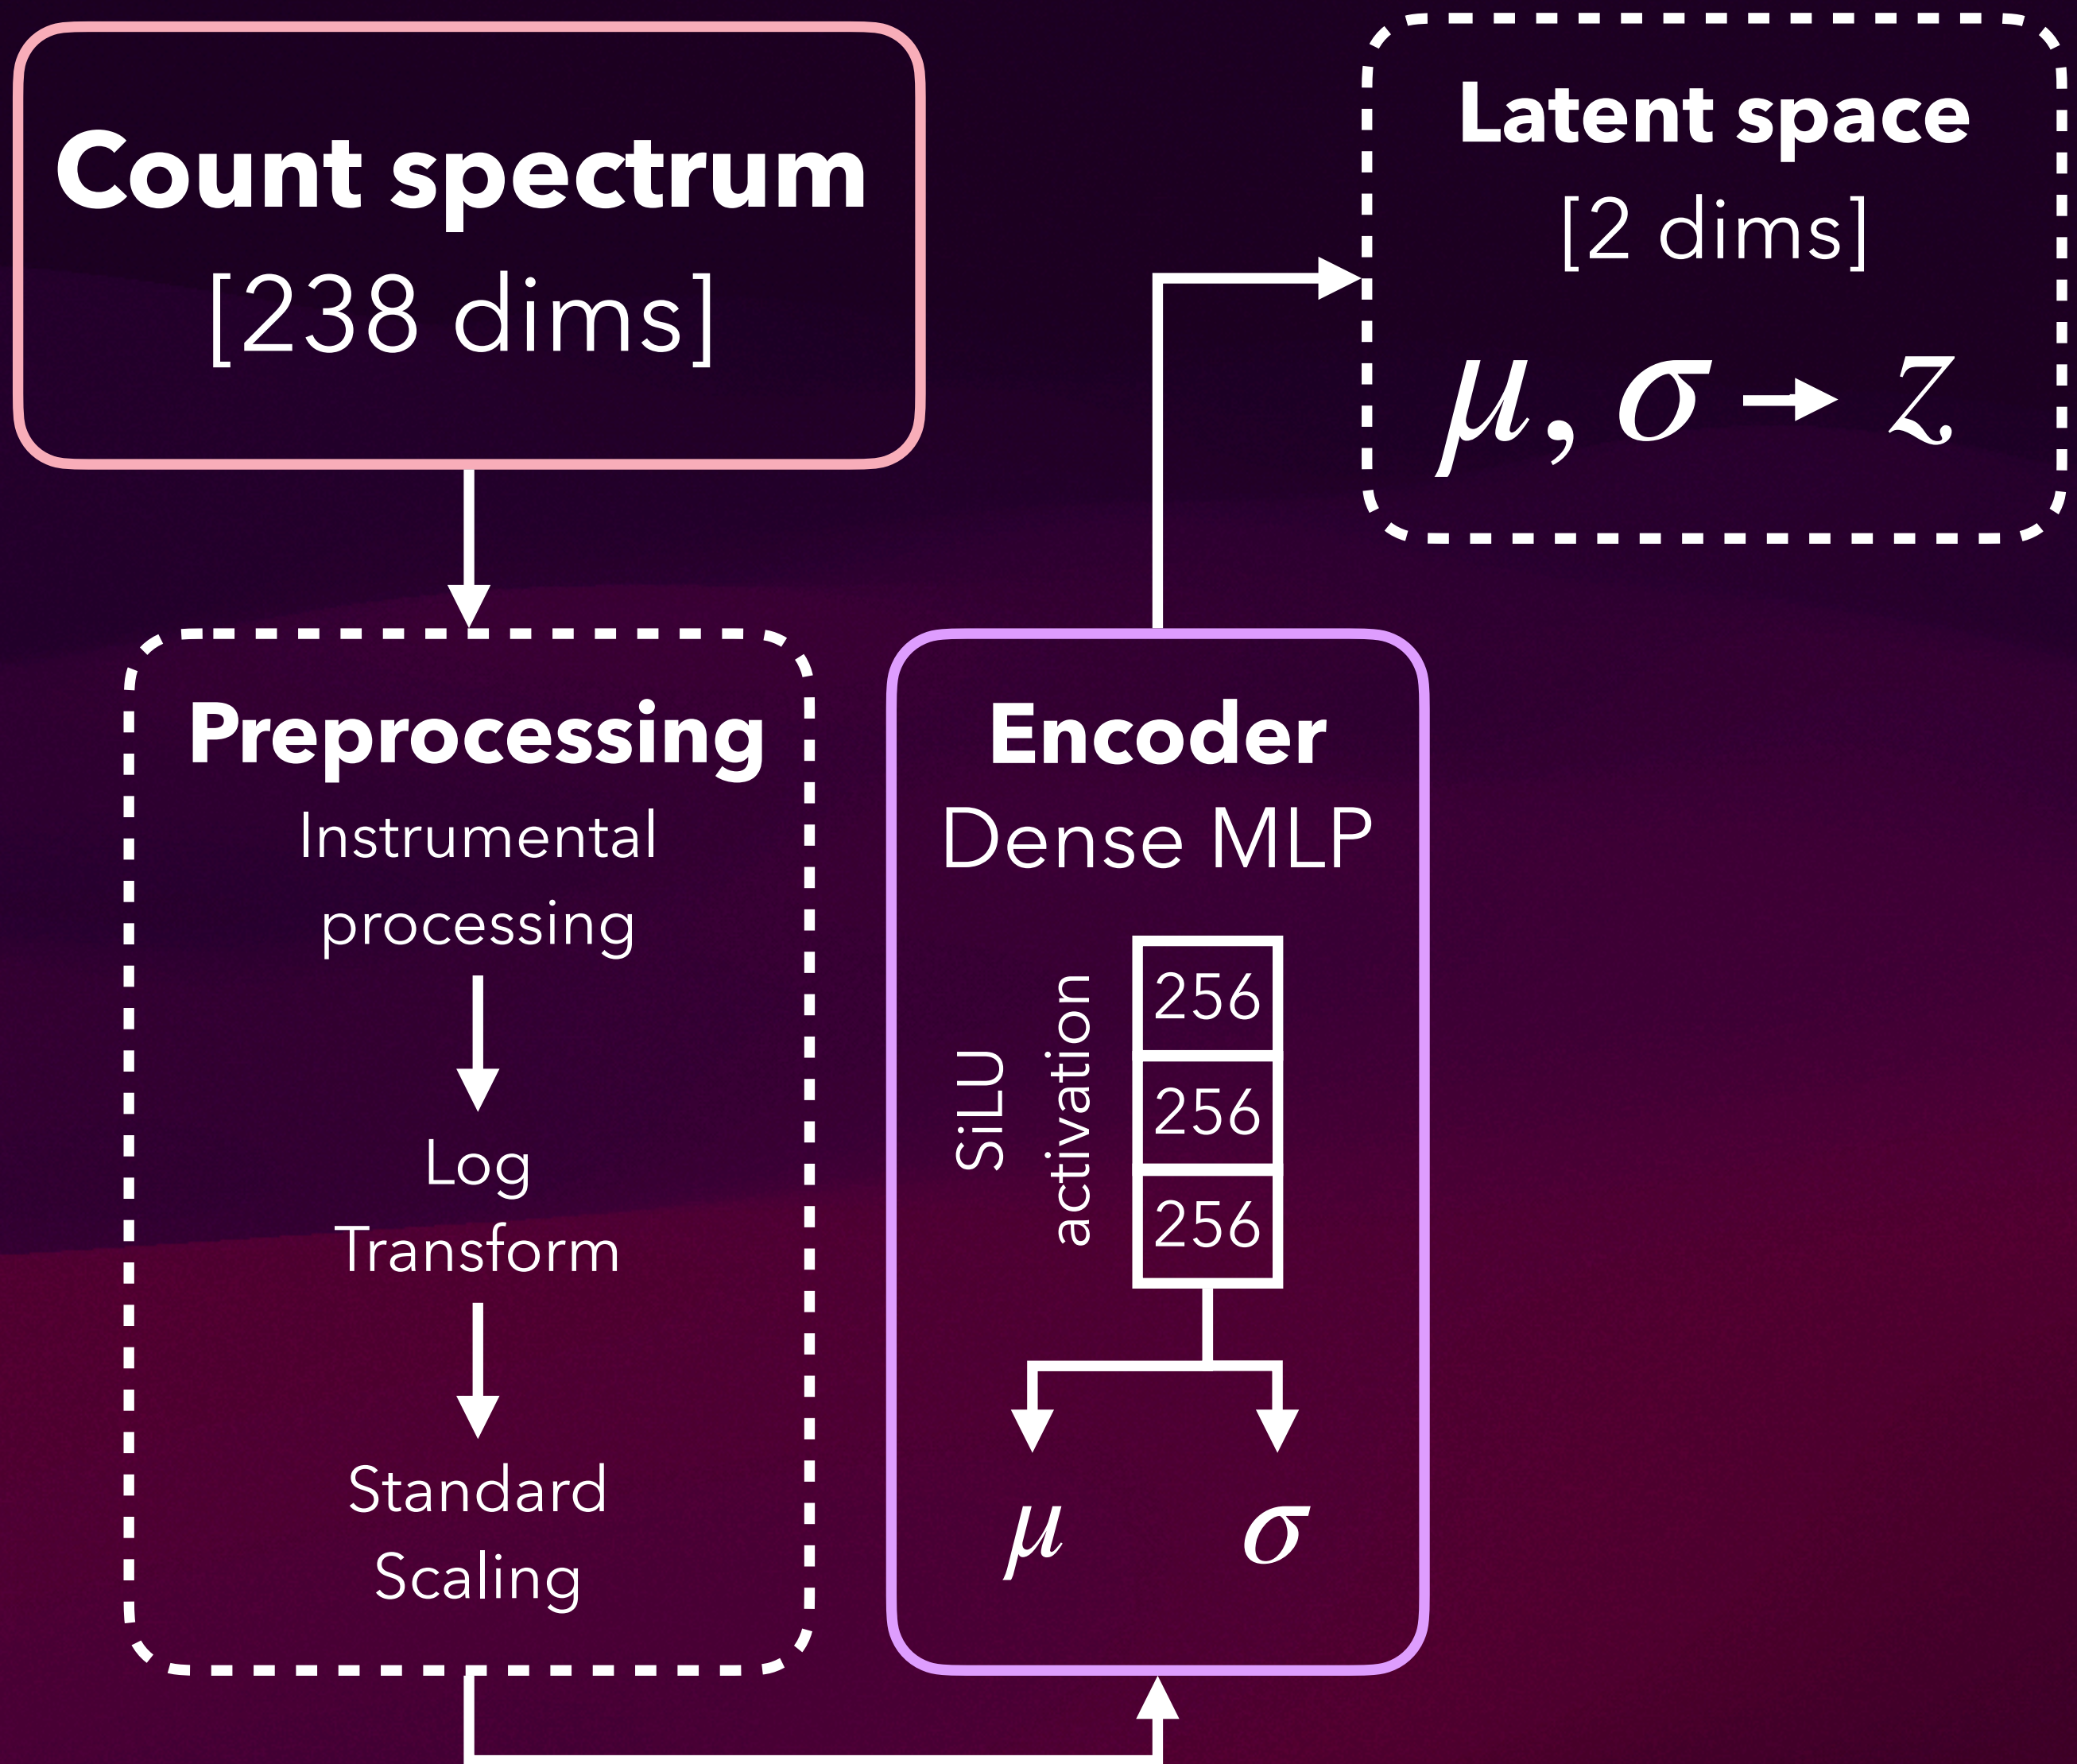 Count spectrum
[238 dims]
Preprocessing
Instrumental
processing
Log
Transform
Standard
Scaling
Encoder
Dense MLP
SiLU
activation
256
256
256
μ
σ
Latent space
[2 dims]
μ, σ → z